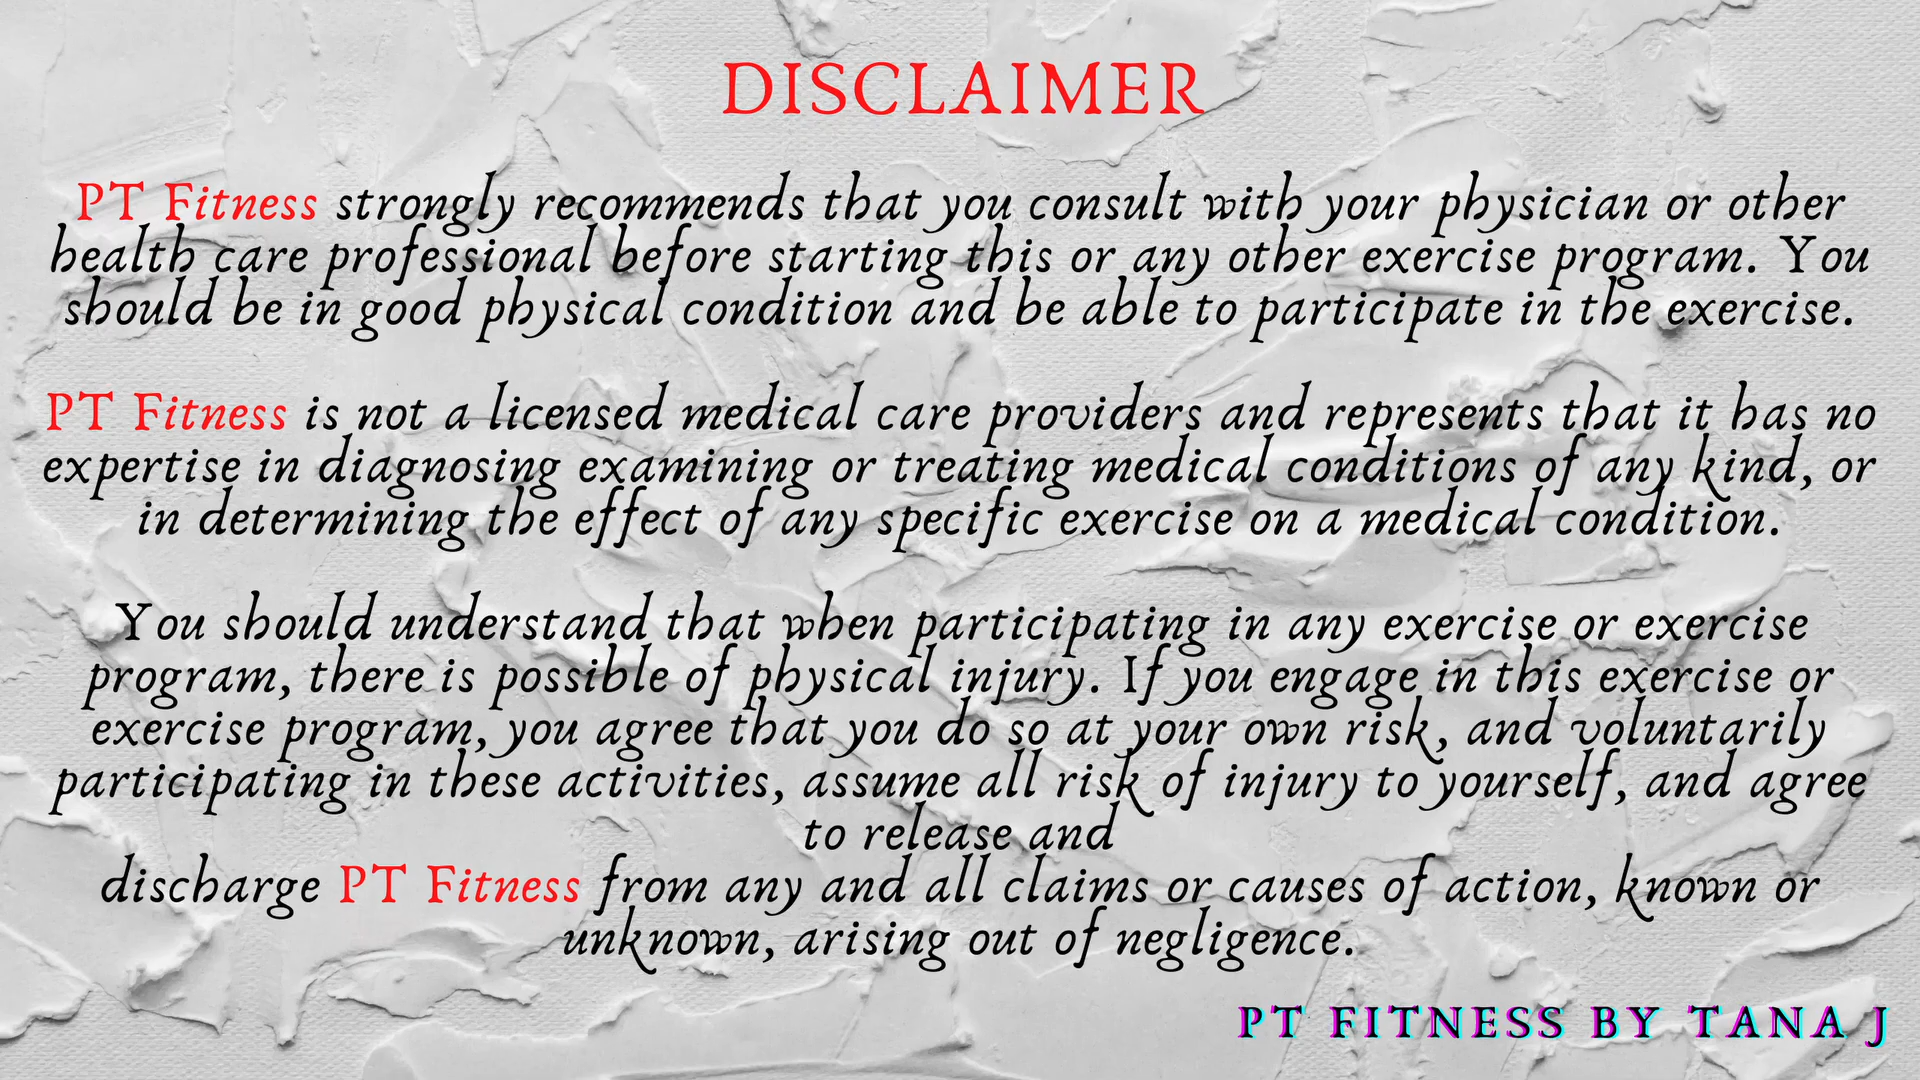 DISCLAIMER
PT Fitness strongly recommends that you consult with your physician or other
health care professional before starting this or any other exercise program. You
should be in good physical condition and be able to participate in the exercise.
PT Fitness is not a licensed medical care providers and represents that it has no
expertise in diagnosing examining or treating medical conditions of any kind, or
in determining the effect of any specific exercise on a medical condition.
You should understand that when participating in any exercise or exercise
program, there is possible of physical injury. If you engage in this exercise or
exercise program, you agree that you do so at your own risk, and voluntarily
participating in these activities, assume all risk of injury to yourself, and agree
to release and
discharge PT Fitness from any and all claims or causes of action, known or
unknown, arising out of negligence.
PT FITNESS BY TANA J